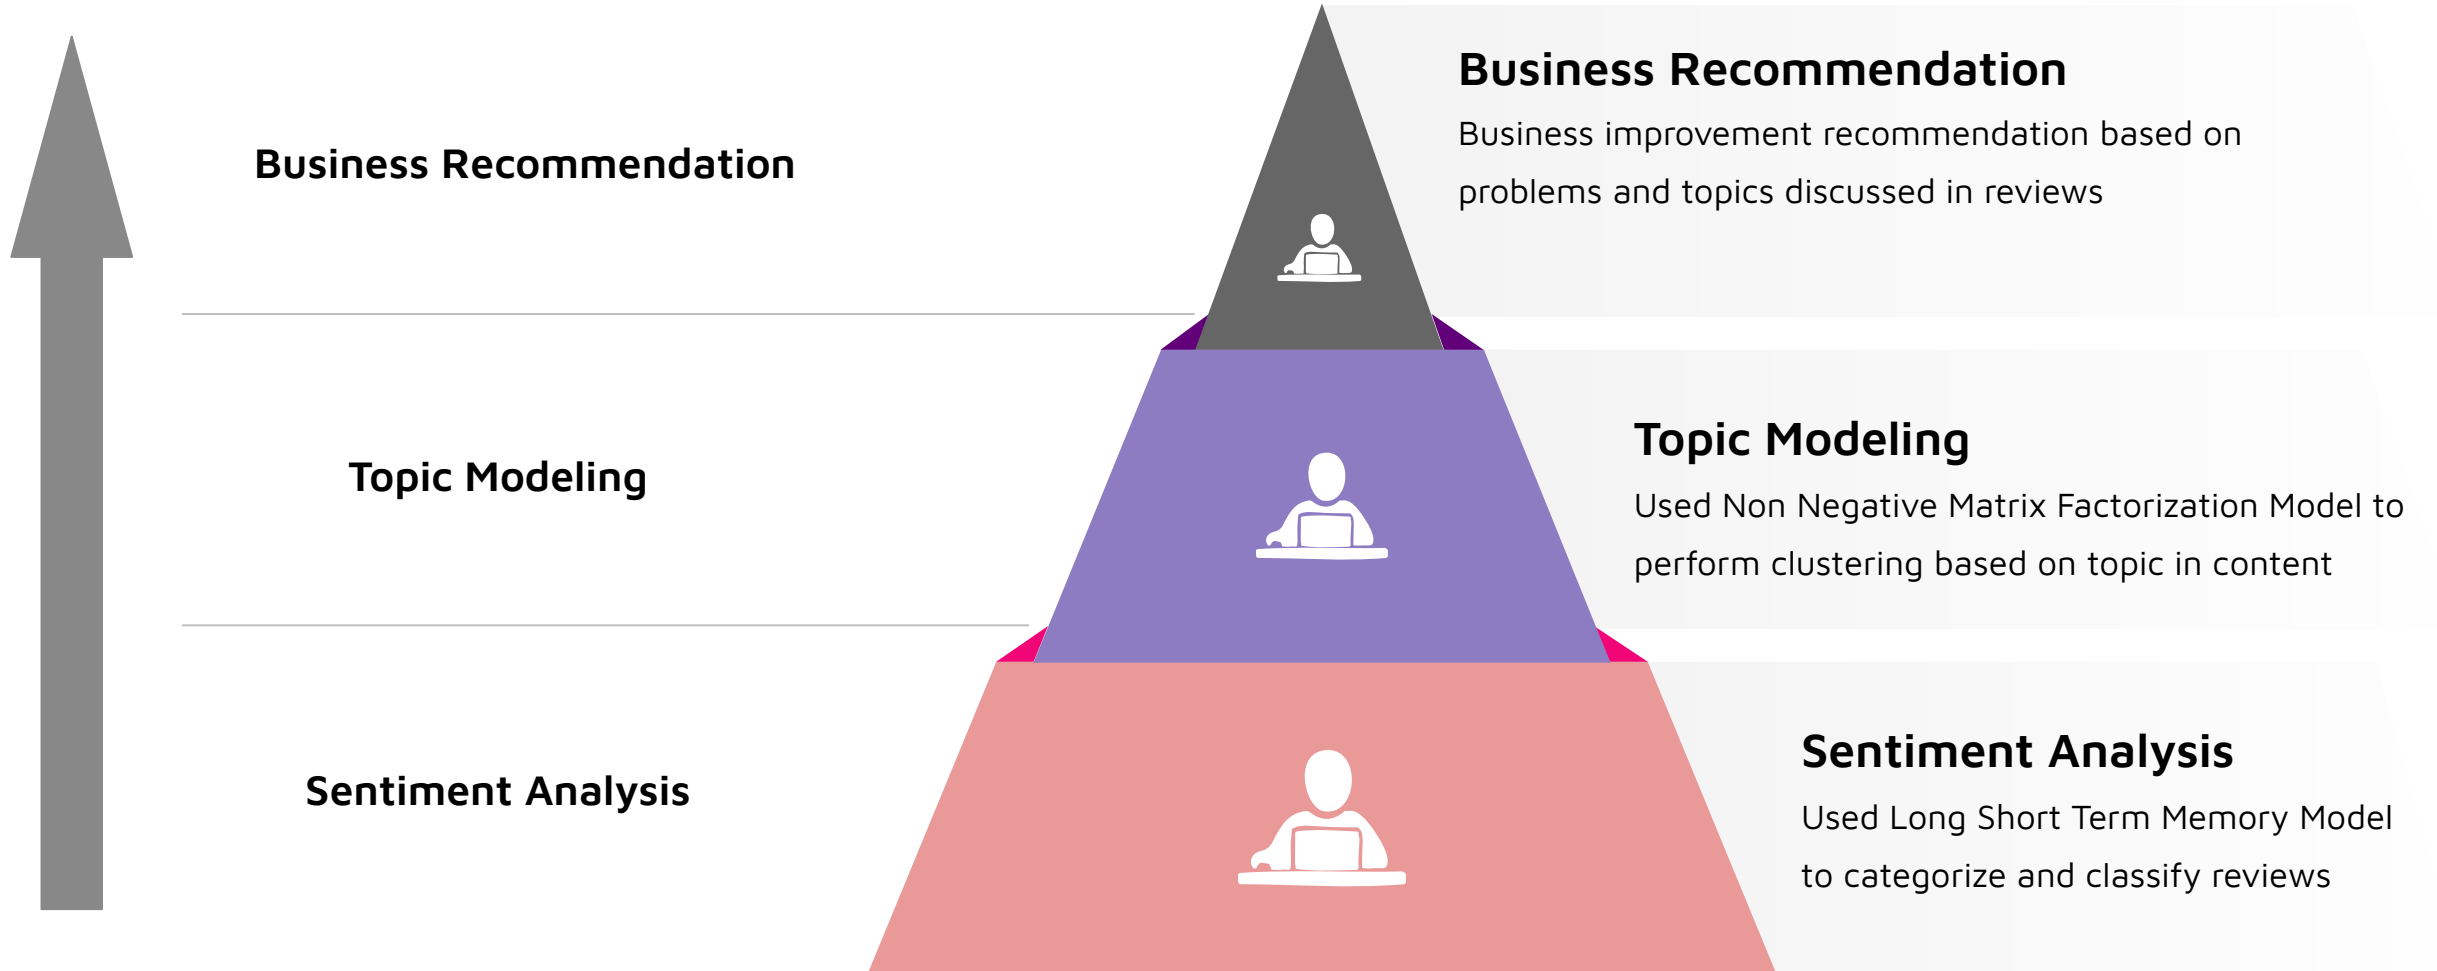 Business Recommendation
Business Recommendation
Business improvement recommendation based on
problems and topics discussed in reviews
Topic Modeling
Topic Modeling
Used Non Negative Matrix Factorization Model to
perform clustering based on topic in content
Sentiment Analysis
Sentiment Analysis
Used Long Short Term Memory Model
to categorize and classify reviews